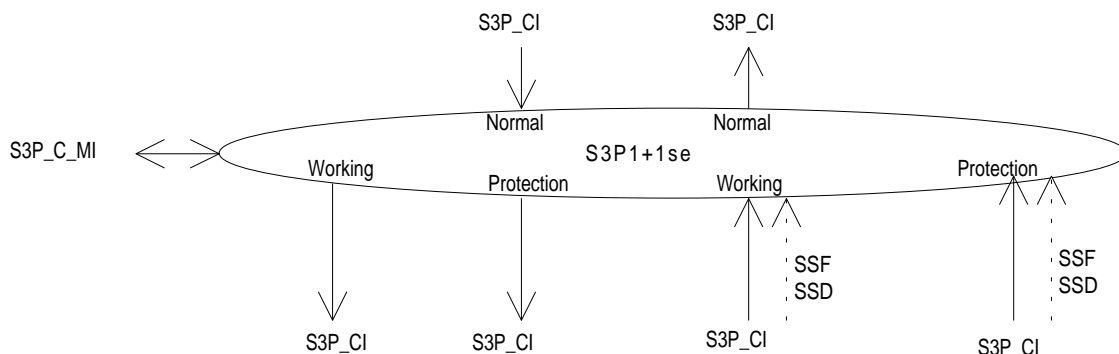 S3P_CI
S3P_CI
Normal
Normal
S3P_C_MI
S3P1+1se
Working
Protection
Working
Protection
SSF
SSD
SSF
SSD
S3P_CI
S3P_CI
S3P_CI
S3P_CI